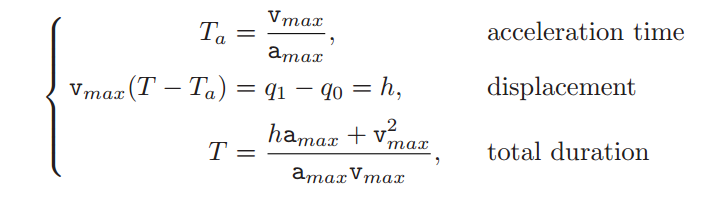 T_a = v_max / a_max, acceleration time
v_max(T − T_a) = q_1 − q_0 = h, displacement
T = (h a_max + v_max^2) / (a_max v_max), total duration